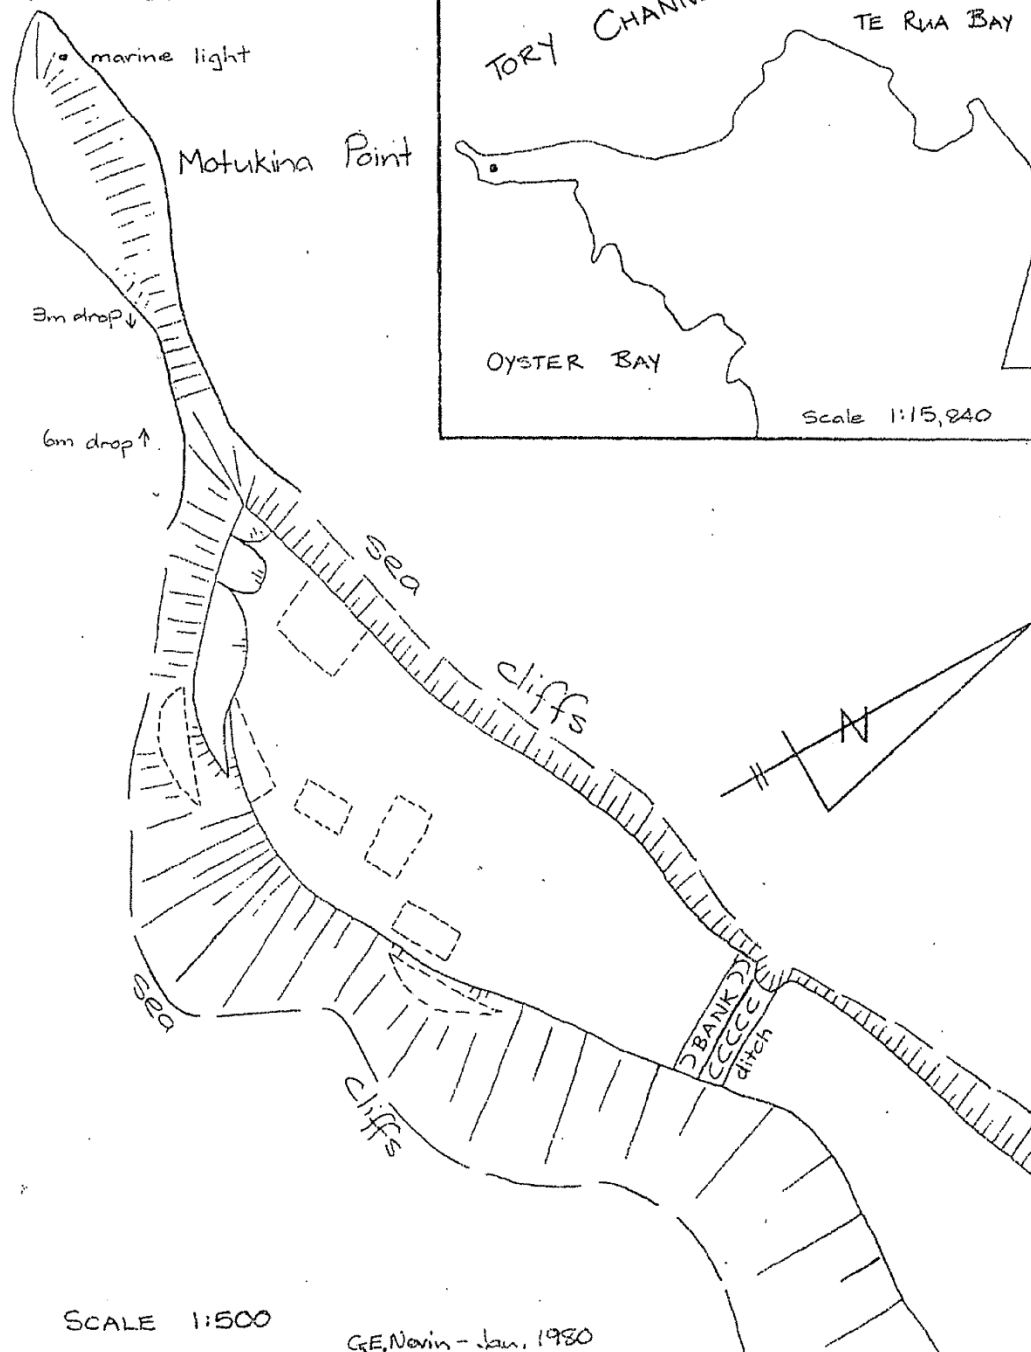 marine light
Motukina Point
TORY CHANN
TE RUA BAY
OYSTER BAY
Scale 1:15,840
3m drop↓
6m drop↑
sea
cliffs
N
BANK
ditch
sea
cliffs
SCALE 1:500
G.E. Nevin - Jan. 1980